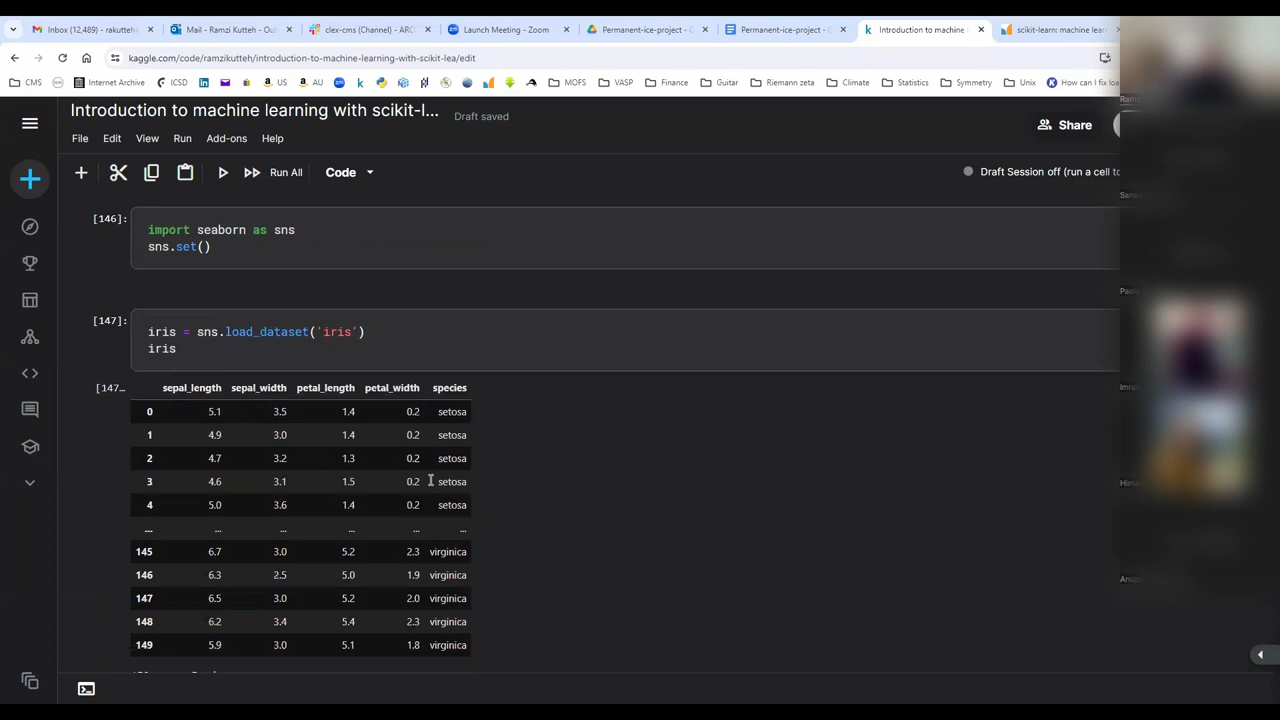 Inbox (12,489) - rakutteh
Mail - Ramzi Kutteh - Out
clex-cms (Channel) - ARC
Launch Meeting - Zoom
Permanent-ice-project - G
Permanent-ice-project - G
Introduction to machine l
scikit-learn: machine lear
kaggle.com/code/ramzikutteh/introduction-to-machine-learning-with-scikit-lea/edit
CMS
Internet Archive
ICSD
US
AU
MOFS
VASP
Finance
Guitar
Riemann zeta
Climate
Statistics
Symmetry
Unix
How can I fix lo
Introduction to machine learning with scikit-l...
Draft saved
Share
File Edit View Run Add-ons Help
Run All
Code
Draft Session off (run a cell to
[146]:
import seaborn as sns
sns.set()
[147]:
iris = sns.load_dataset('iris')
iris
[147...
sepal_length sepal_width petal_length petal_width species
0 5.1 3.5 1.4 0.2 setosa
1 4.9 3.0 1.4 0.2 setosa
2 4.7 3.2 1.3 0.2 setosa
3 4.6 3.1 1.5 0.2 setosa
4 5.0 3.6 1.4 0.2 setosa
... ... ... ... ... ...
145 6.7 3.0 5.2 2.3 virginica
146 6.3 2.5 5.0 1.9 virginica
147 6.5 3.0 5.2 2.0 virginica
148 6.2 3.4 5.4 2.3 virginica
149 5.9 3.0 5.1 1.8 virginica